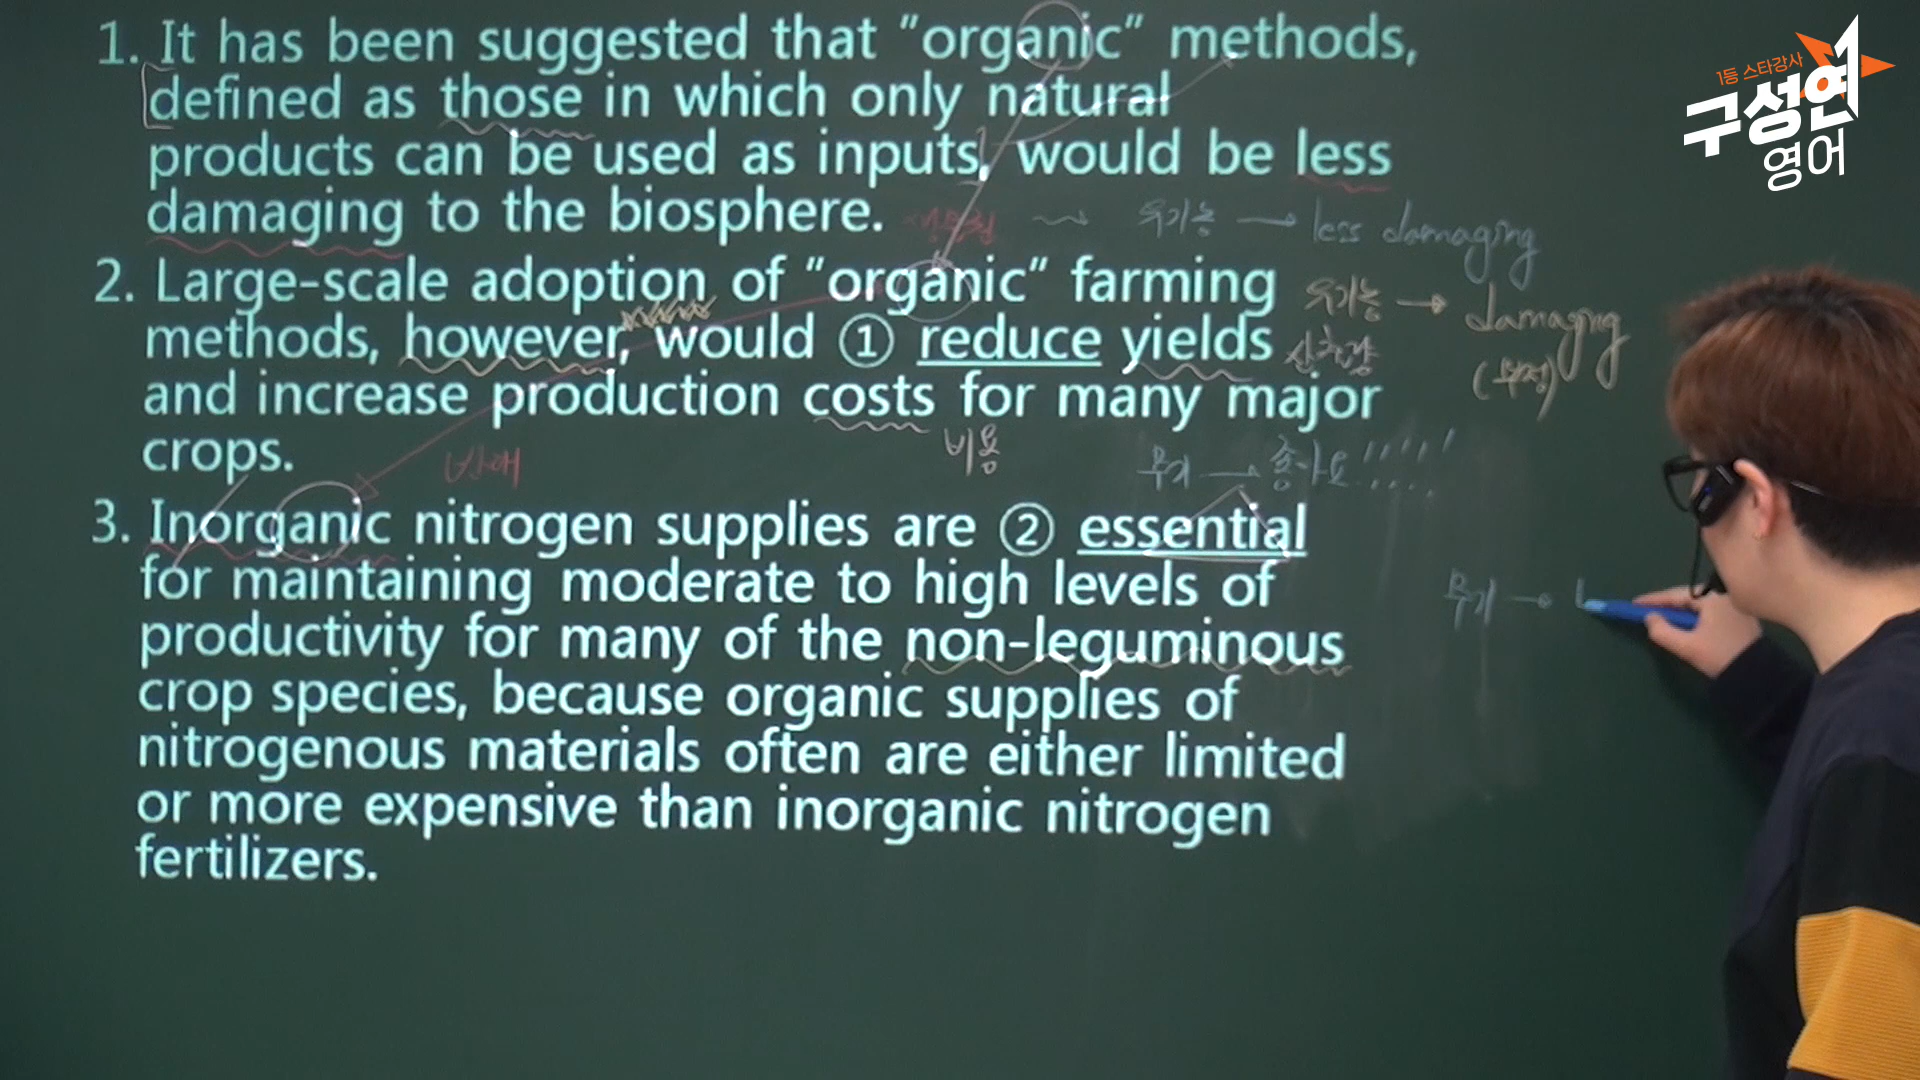 1등 스타강사
구성연
영어
1. It has been suggested that "organic" methods,
defined as those in which only natural
products can be used as inputs, would be less
damaging to the biosphere. 생물권 유기농 → less damaging
2. Large-scale adoption of "organic" farming 유기농 → damaging
methods, however, would ① reduce yields 산출량 (부정)
and increase production costs for many major
crops. 반대 비용 무기 → 좋아요!!!!!
3. Inorganic nitrogen supplies are ② essential
for maintaining moderate to high levels of 무기 →
productivity for many of the non-leguminous
crop species, because organic supplies of
nitrogenous materials often are either limited
or more expensive than inorganic nitrogen
fertilizers.